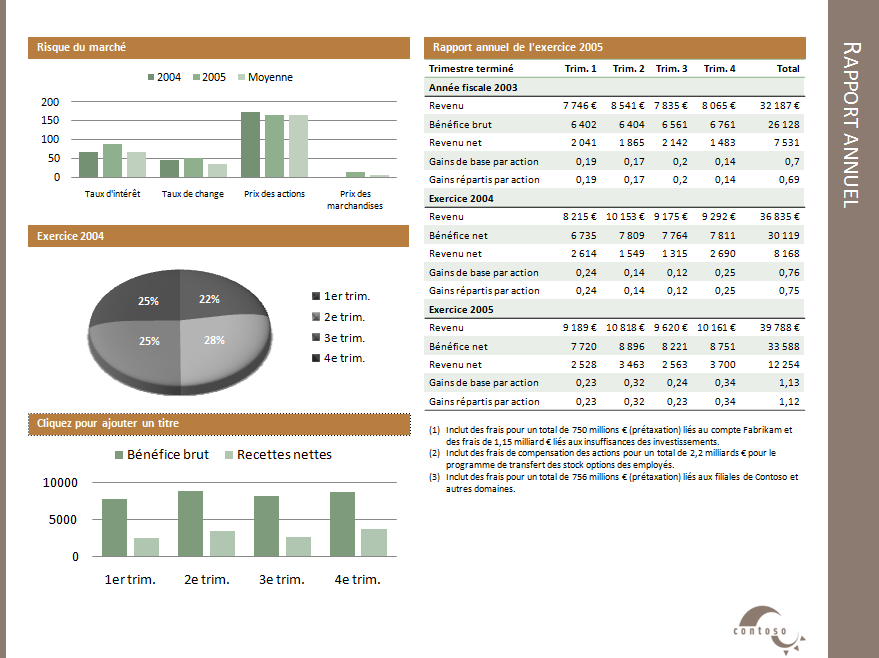 Risque du marché
2004 2005 Moyenne
200
150
100
50
0
Taux d'intérêt Taux de change Prix des actions Prix des
marchandises
Exercice 2004
25% 22%
25% 28%
1er trim.
2e trim.
3e trim.
4e trim.
Cliquez pour ajouter un titre
Bénéfice brut Recettes nettes
10000
5000
0
1er trim. 2e trim. 3e trim. 4e trim.
Rapport annuel de l'exercice 2005
Trimestre terminé Trim. 1 Trim. 2 Trim. 3 Trim. 4 Total
Année fiscale 2003
Revenu 7 746 € 8 541 € 7 835 € 8 065 € 32 187 €
Bénéfice brut 6 402 6 404 6 561 6 761 26 128
Revenu net 2 041 1 865 2 142 1 483 7 531
Gains de base par action 0,19 0,17 0,2 0,14 0,7
Gains répartis par action 0,19 0,17 0,2 0,14 0,69
Exercice 2004
Revenu 8 215 € 10 153 € 9 175 € 9 292 € 36 835 €
Bénéfice net 6 735 7 809 7 764 7 811 30 119
Revenu net 2 614 1 549 1 315 2 690 8 168
Gains de base par action 0,24 0,14 0,12 0,25 0,76
Gains répartis par action 0,24 0,14 0,12 0,25 0,75
Exercice 2005
Revenu 9 189 € 10 818 € 9 620 € 10 161 € 39 788 €
Bénéfice net 7 720 8 896 8 221 8 751 33 588
Revenu net 2 528 3 463 2 563 3 700 12 254
Gains de base par action 0,23 0,32 0,24 0,34 1,13
Gains répartis par action 0,23 0,32 0,23 0,34 1,12
(1) Inclut des frais pour un total de 750 millions € (prétaxation) liés au compte Fabrikam et
des frais de 1,15 milliard € liés aux insuffisances des investissements.
(2) Inclut des frais de compensation des actions pour un total de 2,2 milliards € pour le
programme de transfert des stock options des employés.
(3) Inclut des frais pour un total de 756 millions € (prétaxation) liés aux filiales de Contoso et
autres domaines.
RAPPORT ANNUEL
contoso